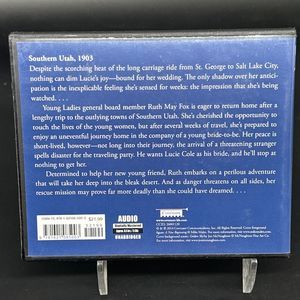 Southern Utah, 1903
Despite the scorching heat of the long carriage ride from St. George to Salt Lake City,
nothing can dim Lucie's joy—bound for her wedding. The only shadow over her antici-
pation is the inexplicable feeling she's sensed for weeks: the impression that she's being
watched. . . .
Young Ladies general board member Ruth May Fox is eager to return home after a
lengthy trip to the outlying towns of Southern Utah. She's cherished the opportunity to
touch the lives of the young women, but after several weeks of travel, she's prepared to
enjoy an uneventful journey home in the company of a young bride-to-be. Her peace is
short-lived, however—not long into their journey, the arrival of a threatening stranger
spells disaster for the traveling party. He wants Lucie Cole as his bride, and he'll stop at
nothing to get her.
Determined to help her new young friend, Ruth embarks on a perilous adventure
that will take her deep into the bleak desert. And as danger threatens on all sides, her
rescue mission may prove far more deadly than she could have dreamed. . . .
$21.99
AUDIO
UNABRIDGED